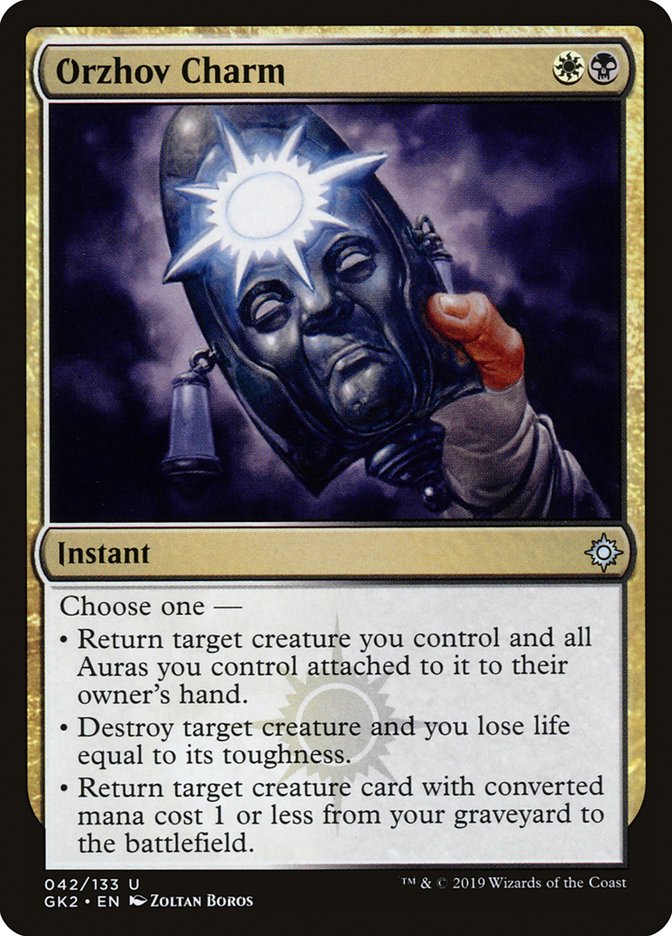 Orzhov Charm
Instant
Choose one —
• Return target creature you control and all
Auras you control attached to it to their
owner's hand.
• Destroy target creature and you lose life
equal to its toughness.
• Return target creature card with converted
mana cost 1 or less from your graveyard to
the battlefield.
042/133 U
GK2 • EN Zoltan Boros
™ & © 2019 Wizards of the Coast